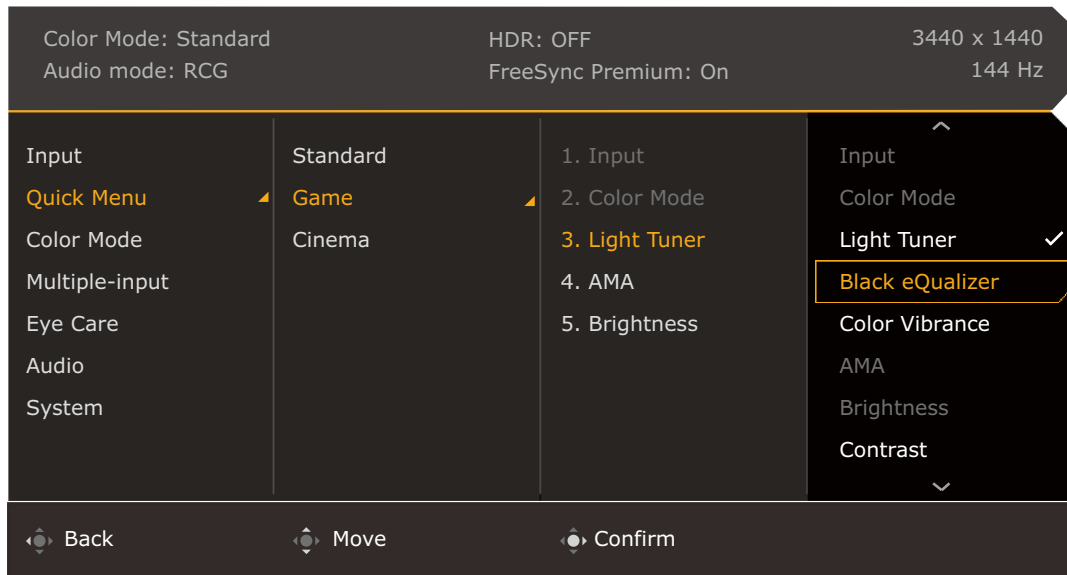 Color Mode: Standard
Audio mode: RCG
HDR: OFF
FreeSync Premium: On
3440 x 1440
144 Hz
Input
Quick Menu
Color Mode
Multiple-input
Eye Care
Audio
System
Standard
Game
Cinema
1. Input
2. Color Mode
3. Light Tuner
4. AMA
5. Brightness
Input
Color Mode
Light Tuner
Black eQualizer
Color Vibrance
AMA
Brightness
Contrast
Back
Move
Confirm